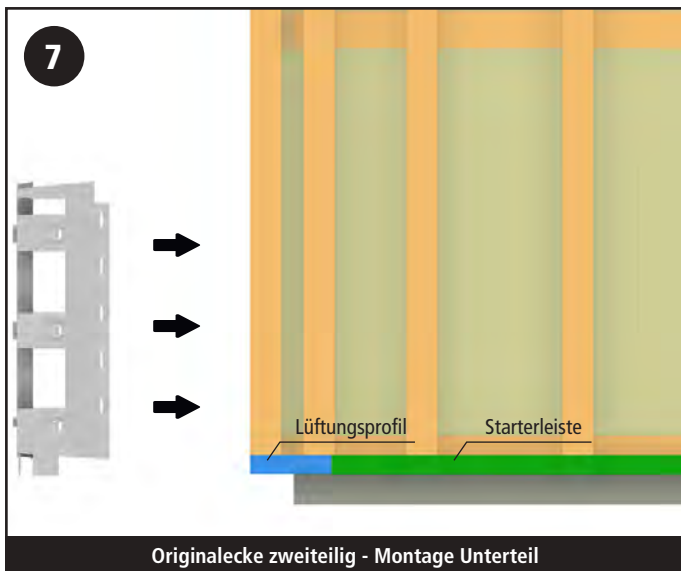 7
Lüftungsprofil
Starterleiste
Originalecke zweiteilig - Montage Unterteil